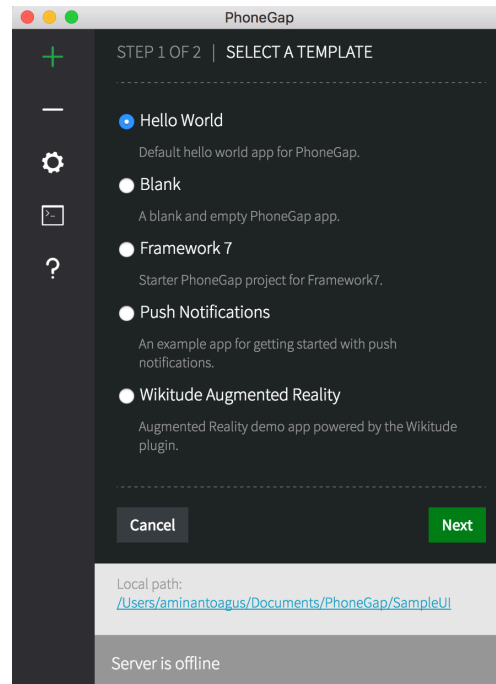 PhoneGap
STEP 1 OF 2 | SELECT A TEMPLATE
Hello World
Default hello world app for PhoneGap.
Blank
A blank and empty PhoneGap app.
Framework 7
Starter PhoneGap project for Framework7.
Push Notifications
An example app for getting started with push
notifications.
Wikitude Augmented Reality
Augmented Reality demo app powered by the Wikitude
plugin.
Cancel
Next
Local path:
/Users/aminantoagus/Documents/PhoneGap/SampleUI
Server is offline